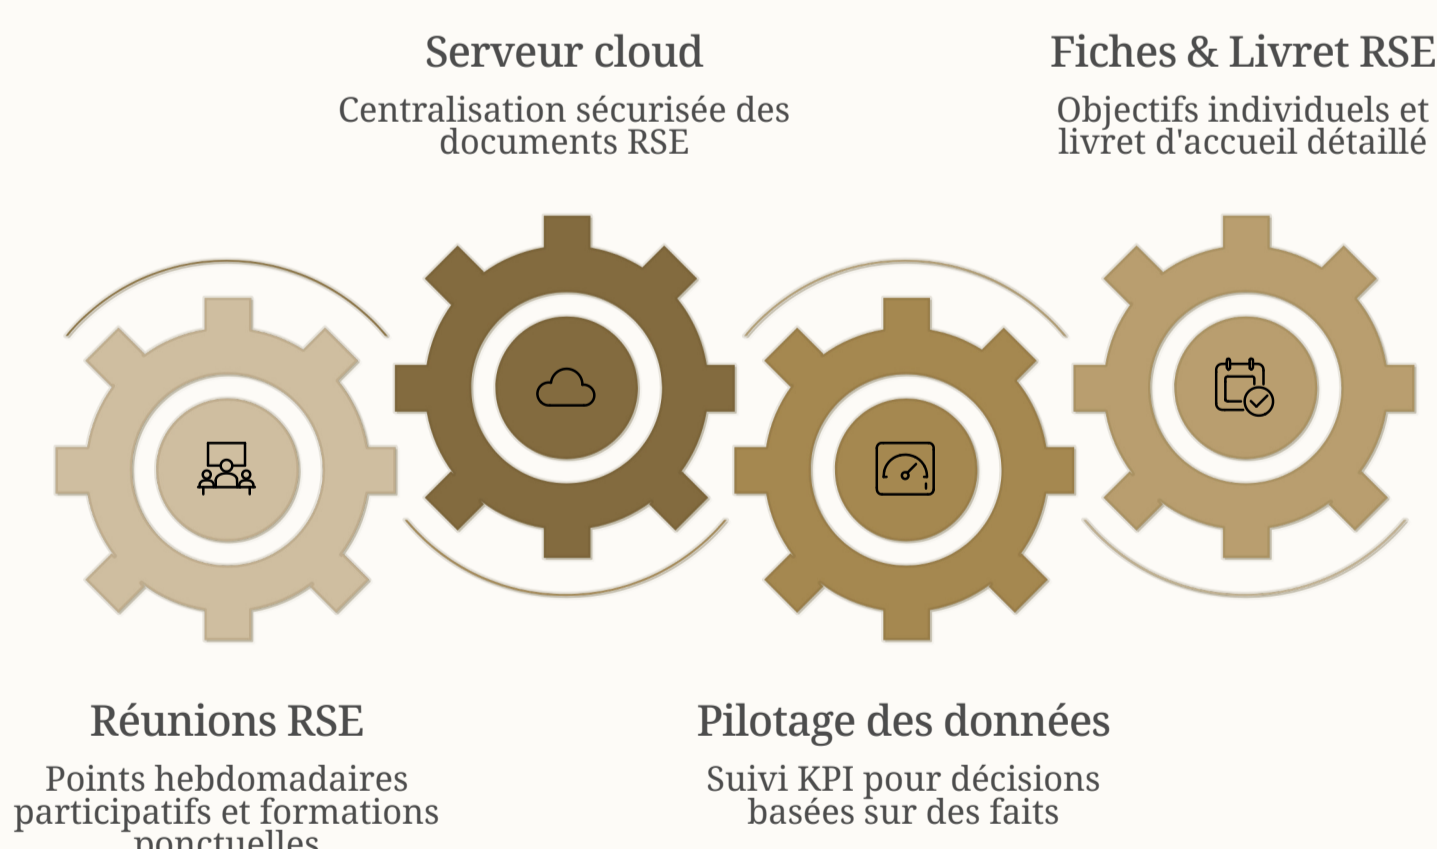 Serveur cloud
Centralisation sécurisée des
documents RSE
Fiches & Livret RSE
Objectifs individuels et
livret d'accueil détaillé
Réunions RSE
Points hebdomadaires
participatifs et formations
ponctuelles
Pilotage des données
Suivi KPI pour décisions
basées sur des faits